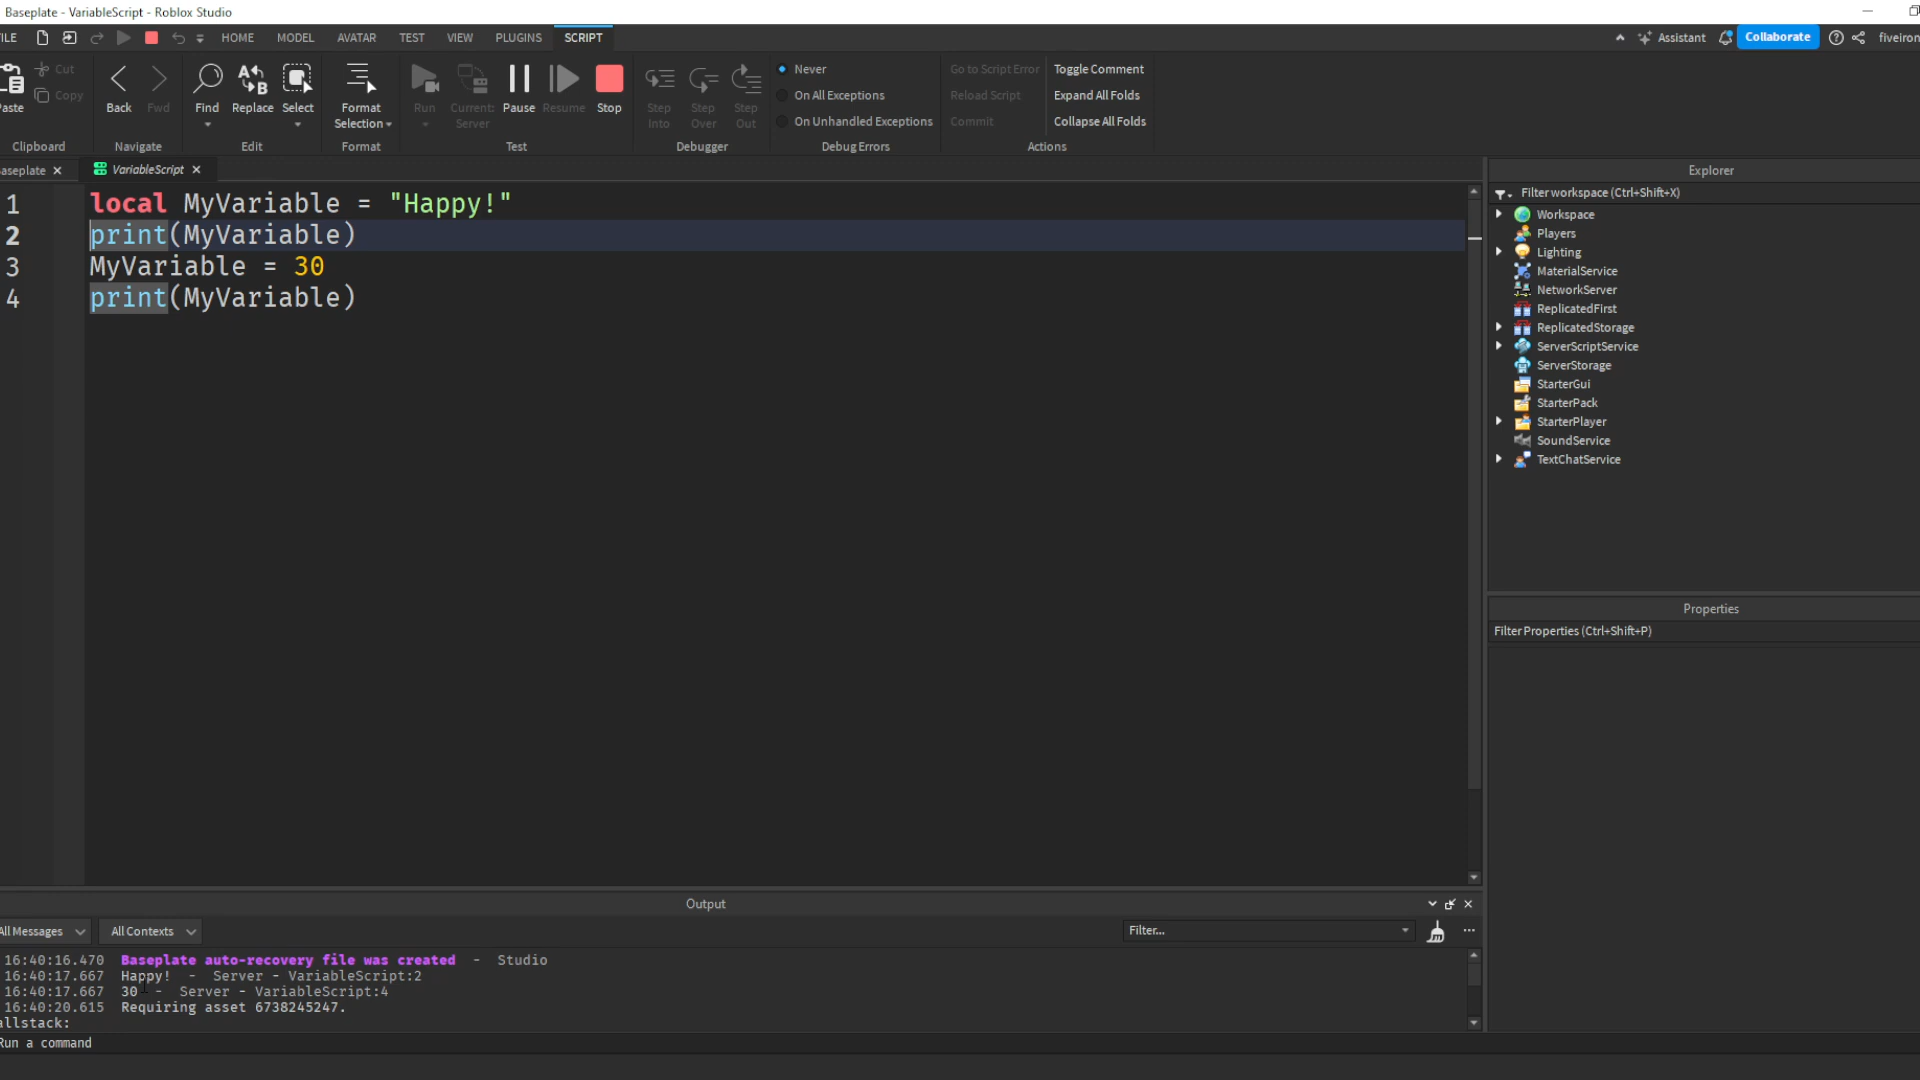 Baseplate - VariableScript - Roblox Studio
ILE HOME MODEL AVATAR TEST VIEW PLUGINS SCRIPT Assistant Collaborate fiveiron
Paste Cut Copy
Back Fwd
Find Replace Select
Format Selection
Run Current: Server Pause Resume Stop
Step Into Step Over Step Out
Never
On All Exceptions
On Unhandled Exceptions
Go to Script Error
Reload Script
Commit
Toggle Comment
Expand All Folds
Collapse All Folds
Clipboard Navigate Edit Format Test Debugger Debug Errors Actions
aseplate VariableScript
1 local MyVariable = "Happy!"
2 print(MyVariable)
3 MyVariable = 30
4 print(MyVariable)
Explorer
Filter workspace (Ctrl+Shift+X)
Workspace
Players
Lighting
MaterialService
NetworkServer
ReplicatedFirst
ReplicatedStorage
ServerScriptService
ServerStorage
StarterGui
StarterPack
StarterPlayer
SoundService
TextChatService
Properties
Filter Properties (Ctrl+Shift+P)
Output
All Messages All Contexts Filter...
16:40:16.470 Baseplate auto-recovery file was created - Studio
16:40:17.667 Happy! - Server - VariableScript:2
16:40:17.667 30 - Server - VariableScript:4
16:40:20.615 Requiring asset 6738245247.
allstack:
Run a command